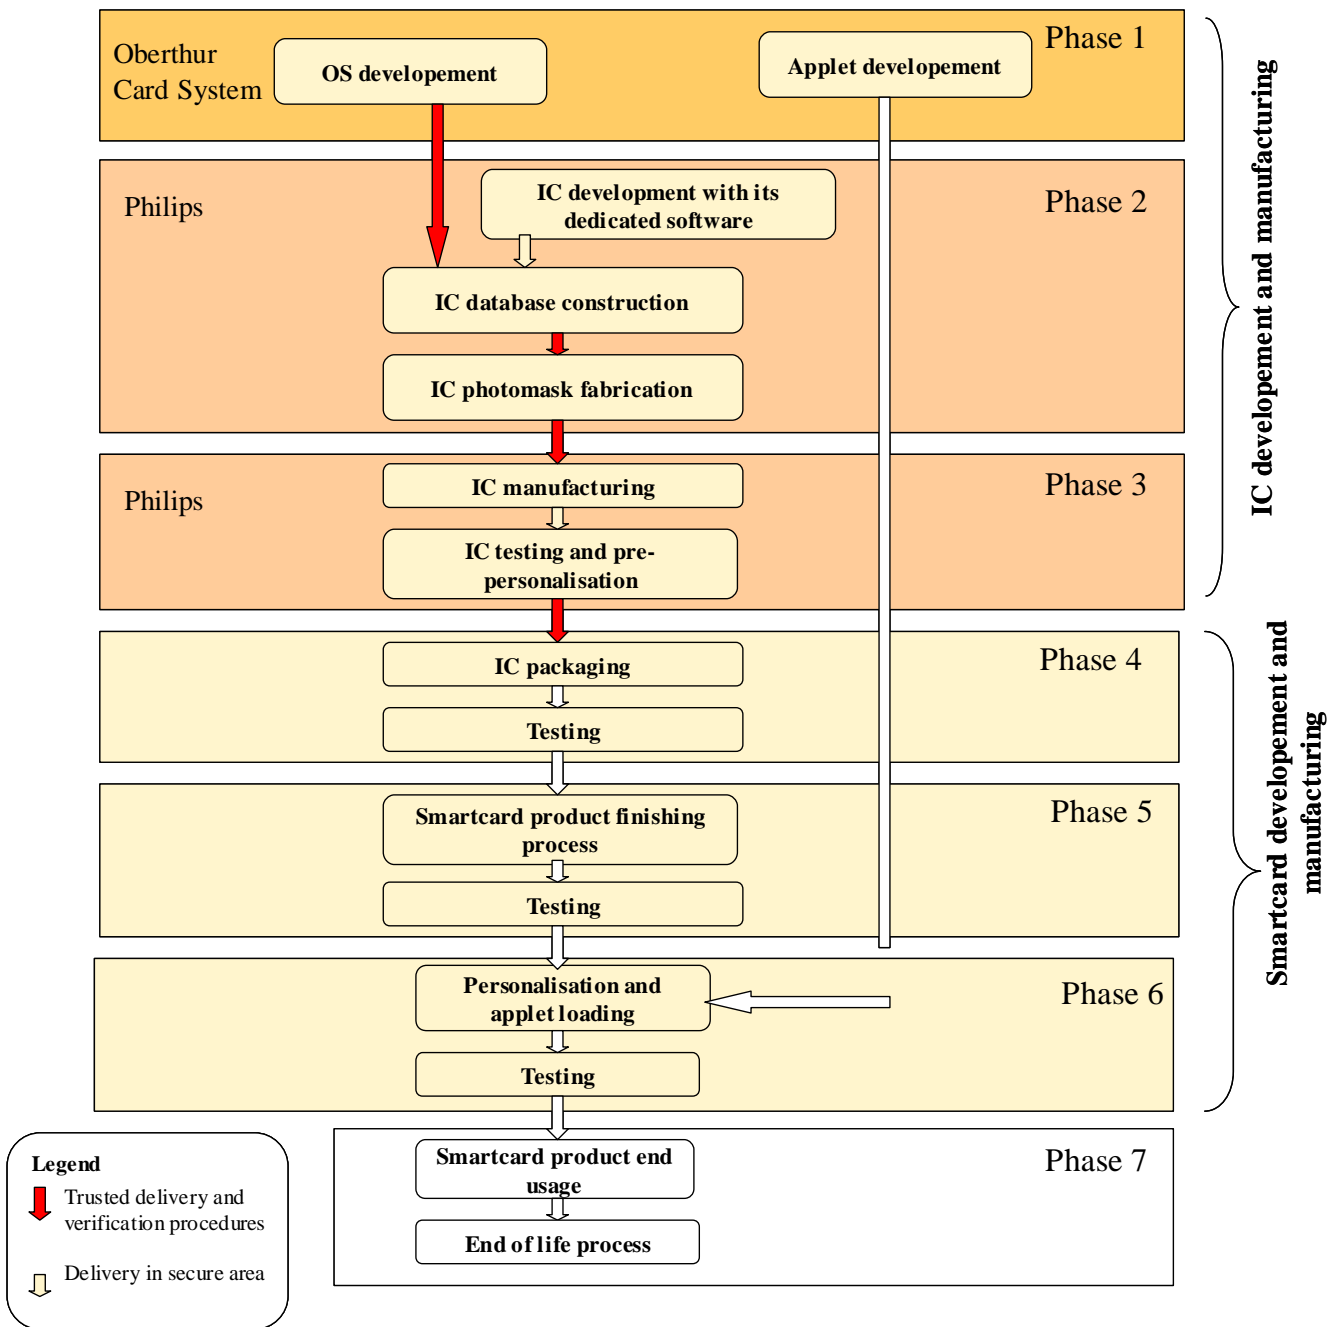 Oberthur
Card System
OS developement
Applet developement
Phase 1
Philips
IC development with its
dedicated software
Phase 2
IC database construction
IC photomask fabrication
Philips
IC manufacturing
Phase 3
IC testing and pre-
personalisation
IC developement and manufacturing
IC packaging
Phase 4
Testing
Smartcard product finishing
process
Phase 5
Testing
Personalisation and
applet loading
Phase 6
Testing
Smartcard developement and
manufacturing
Smartcard product end
usage
Phase 7
End of life process
Legend
Trusted delivery and
verification procedures
Delivery in secure area